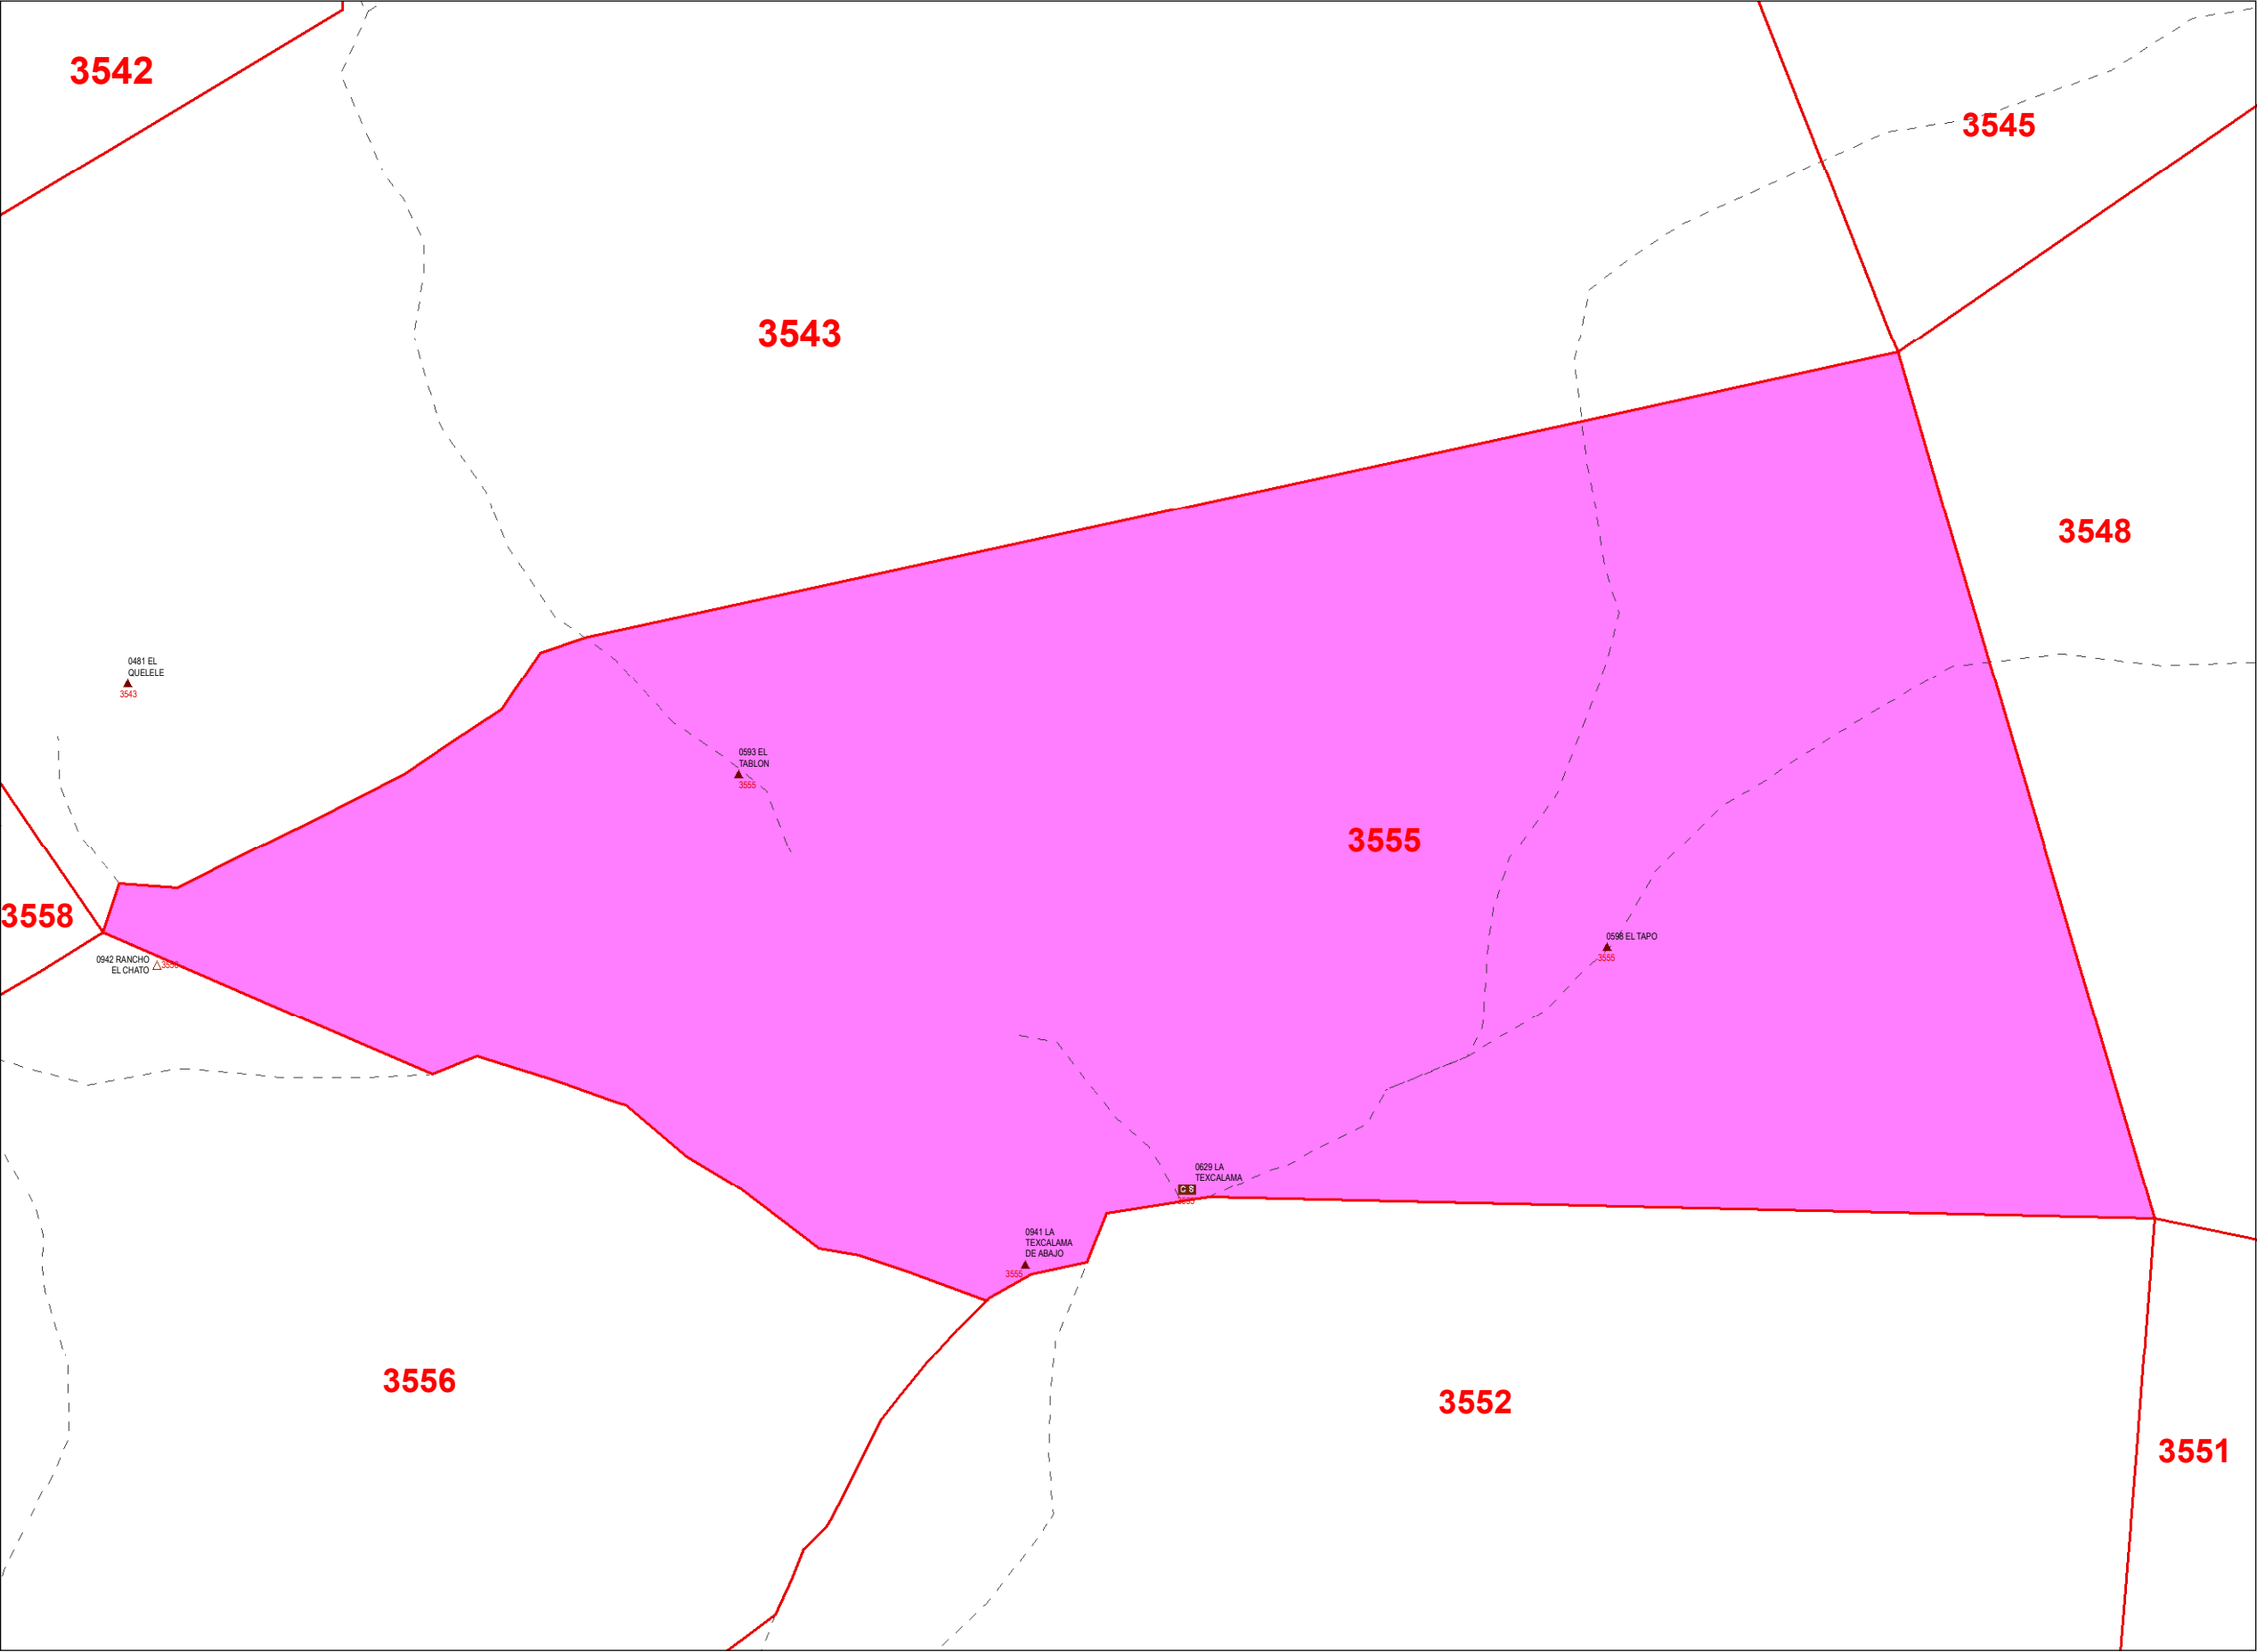 3542
3545
3543
3548
0481 EL
QUELELE
3543
0593 EL
TABLON
3555
3555
3558
0598 EL TAPO
3555
0942 RANCHO
EL CHATO
0629 LA
TEXCALAMA
C S
0941 LA
TEXCALAMA
DE ABAJO
3555
3556
3552
3551